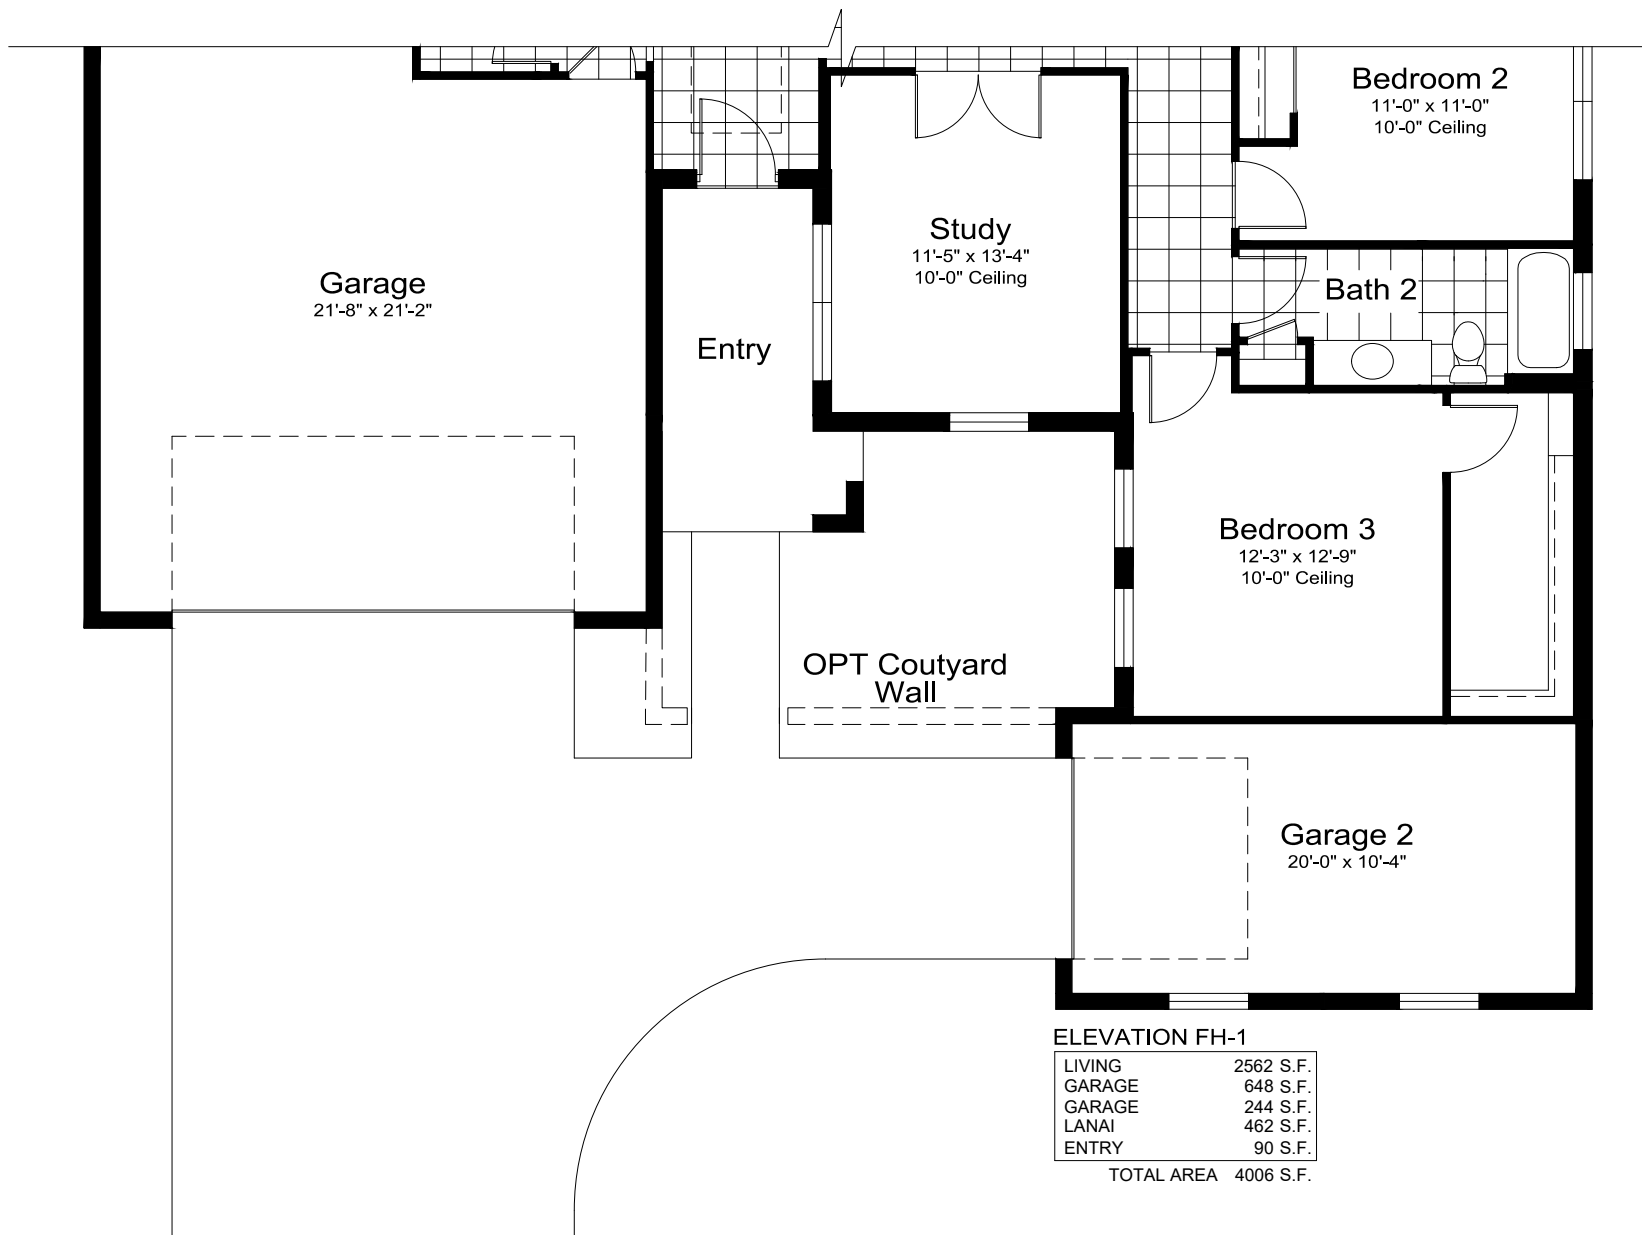 Bedroom 2
11'-0" x 11'-0"
10'-0" Ceiling
Study
11'-5" x 13'-4"
10'-0" Ceiling
Garage
21'-8" x 21'-2"
Bath 2
Entry
Bedroom 3
12'-3" x 12'-9"
10'-0" Ceiling
OPT Coutyard
Wall
Garage 2
20'-0" x 10'-4"
ELEVATION FH-1
LIVING 2562 S.F.
GARAGE 648 S.F.
GARAGE 244 S.F.
LANAI 462 S.F.
ENTRY 90 S.F.
TOTAL AREA 4006 S.F.